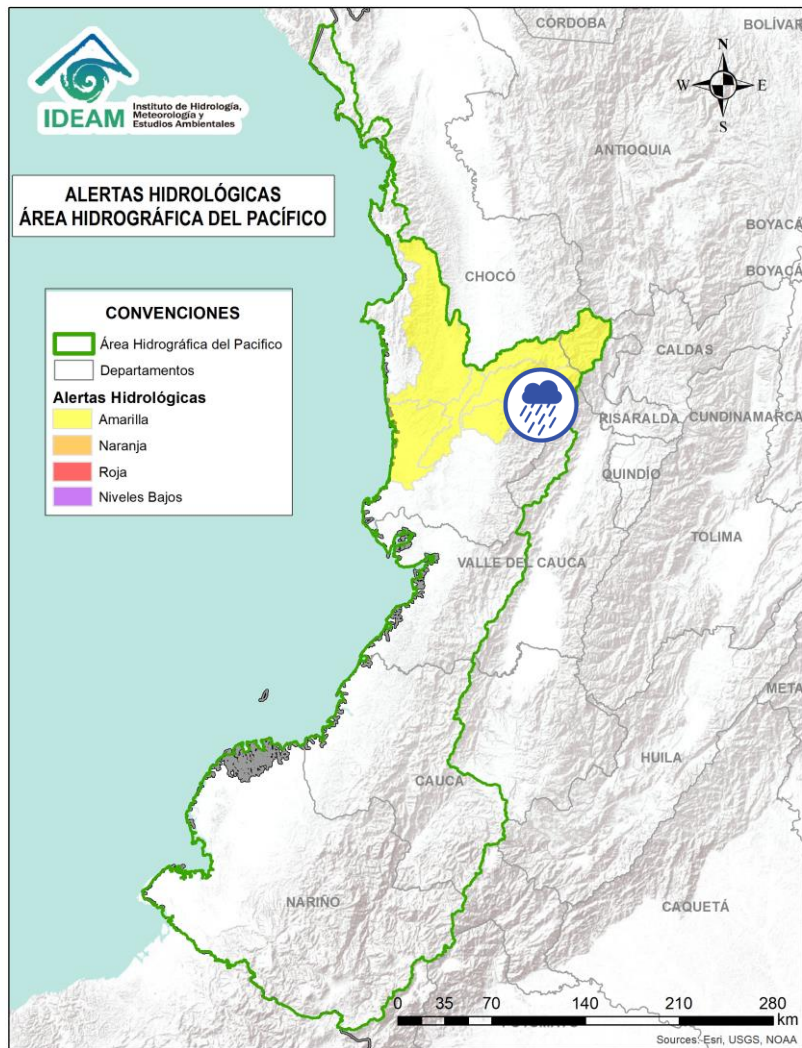 CÓRDOBA
BOLÍVAR
N
W E
S
IDEAM
Instituto de Hidrología,
Meteorología y
Estudios Ambientales
ANTIOQUIA
ALERTAS HIDROLÓGICAS
ÁREA HIDROGRÁFICA DEL PACÍFICO
BOYACÁ
CHOCÓ
BOYACÁ
CONVENCIONES
Área Hidrográfica del Pacifico
Departamentos
Alertas Hidrológicas
Amarilla
Naranja
Roja
Niveles Bajos
CALDAS
RISARALDA
CUNDINAMARCA
QUINDÍO
TOLIMA
VALLE DEL CAUCA
META
HUILA
CAUCA
CAQUETÁ
NARIÑO
0 35 70 140 210 280
km
Sources: Esri, USGS, NOAA